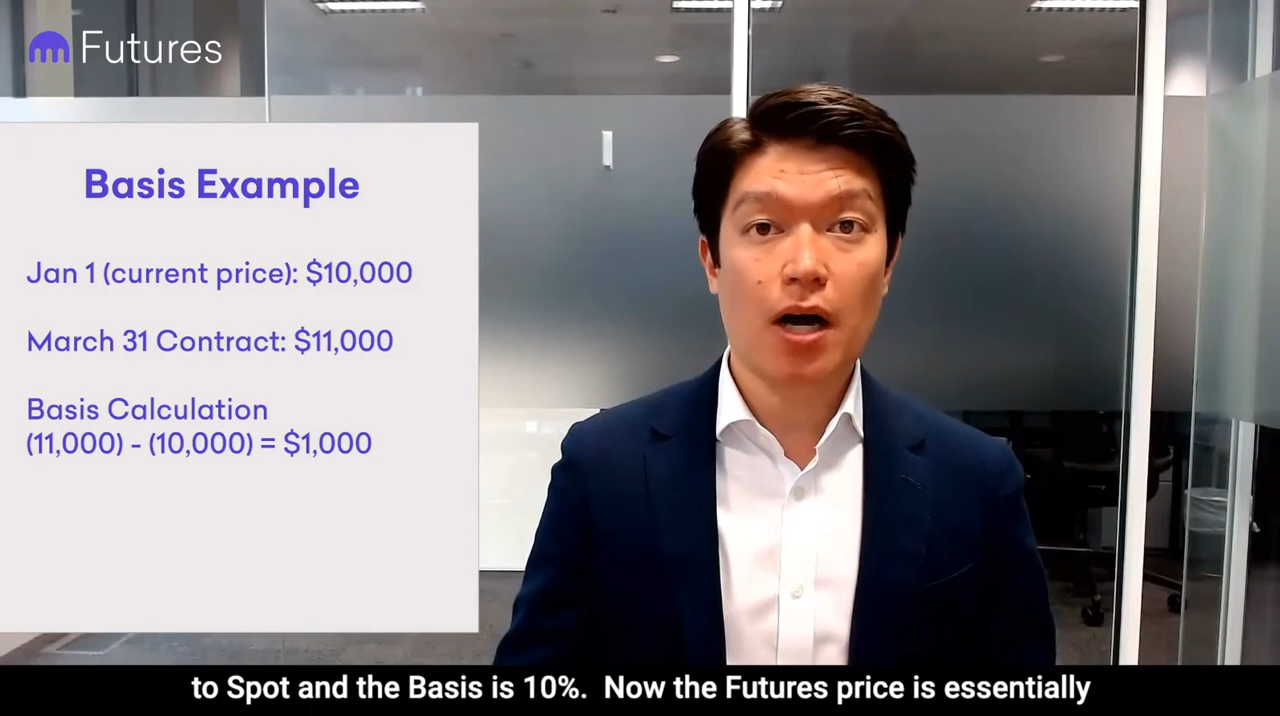 Futures
Basis Example
Jan 1 (current price): $10,000
March 31 Contract: $11,000
Basis Calculation
(11,000) - (10,000) = $1,000
to Spot and the Basis is 10%. Now the Futures price is essentially